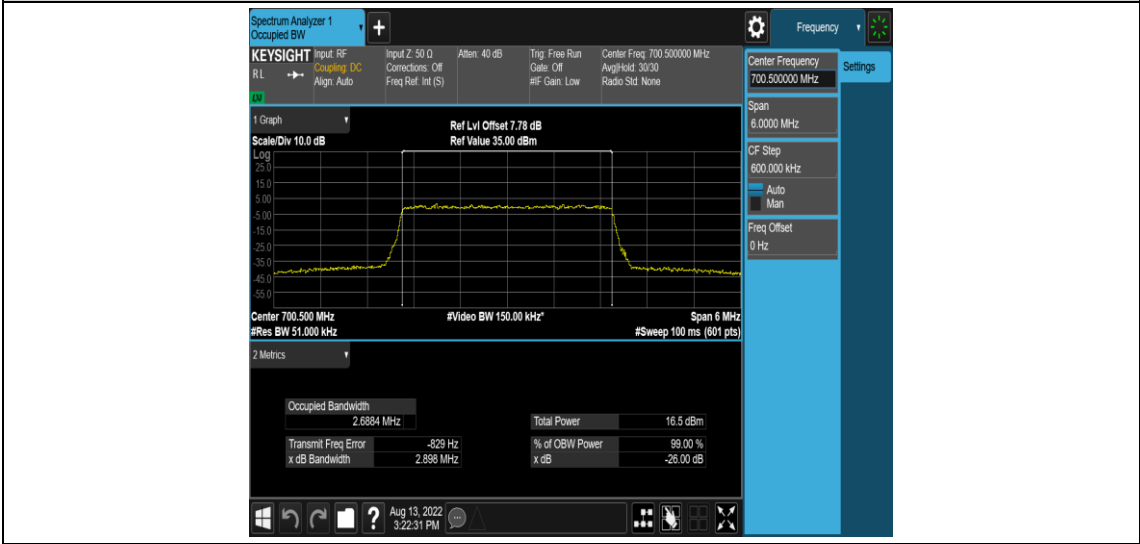 Spectrum Analyzer 1
Occupied BW
+
Frequency
KEYSIGHT
Input: RF
Input Z: 50 Ω
Atten: 40 dB
Trig: Free Run
Center Freq: 700.500000 MHz
RL
Coupling: DC
Corrections: Off
Gate: Off
Avg|Hold: 30/30
Align: Auto
Freq Ref: Int (S)
#IF Gain: Low
Radio Std: None
Center Frequency
700.500000 MHz
Settings
Span
6.0000 MHz
CF Step
600.000 kHz
Auto
Man
Freq Offset
0 Hz
1 Graph
Ref Lvl Offset 7.78 dB
Scale/Div 10.0 dB
Ref Value 35.00 dBm
Log
25.0
15.0
5.00
-5.00
-15.0
-25.0
-35.0
-45.0
-55.0
Center 700.500 MHz
#Video BW 150.00 kHz*
Span 6 MHz
#Res BW 51.000 kHz
#Sweep 100 ms (601 pts)
2 Metrics
Occupied Bandwidth
2.6884 MHz
Total Power
16.5 dBm
Transmit Freq Error
-829 Hz
% of OBW Power
99.00 %
x dB Bandwidth
2.898 MHz
x dB
-26.00 dB
?
Aug 13, 2022
3:22:31 PM